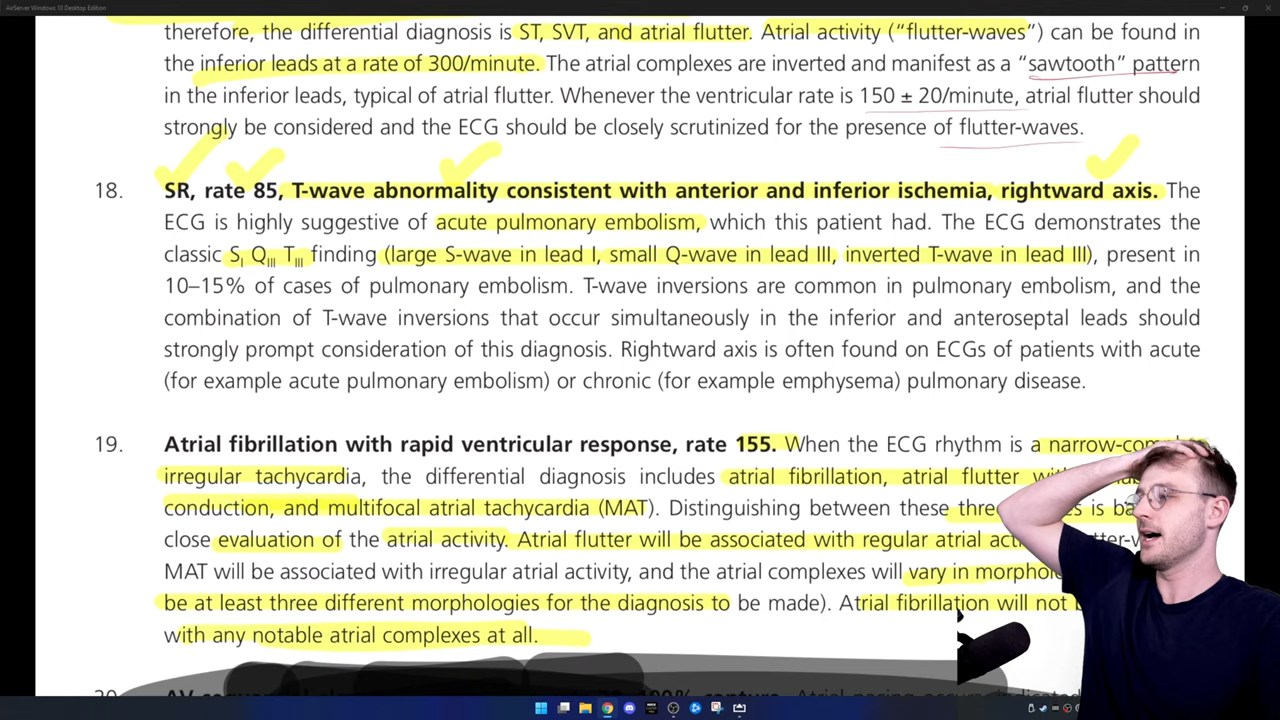 AirServer Windows 10 Desktop Edition
therefore, the differential diagnosis is ST, SVT, and atrial flutter. Atrial activity (“flutter-waves”) can be found in
the inferior leads at a rate of 300/minute. The atrial complexes are inverted and manifest as a “sawtooth” pattern
in the inferior leads, typical of atrial flutter. Whenever the ventricular rate is 150 ± 20/minute, atrial flutter should
strongly be considered and the ECG should be closely scrutinized for the presence of flutter-waves.
18. SR, rate 85, T-wave abnormality consistent with anterior and inferior ischemia, rightward axis. The
ECG is highly suggestive of acute pulmonary embolism, which this patient had. The ECG demonstrates the
classic SI QIII TIII finding (large S-wave in lead I, small Q-wave in lead III, inverted T-wave in lead III), present in
10–15% of cases of pulmonary embolism. T-wave inversions are common in pulmonary embolism, and the
combination of T-wave inversions that occur simultaneously in the inferior and anteroseptal leads should
strongly prompt consideration of this diagnosis. Rightward axis is often found on ECGs of patients with acute
(for example acute pulmonary embolism) or chronic (for example emphysema) pulmonary disease.
19. Atrial fibrillation with rapid ventricular response, rate 155. When the ECG rhythm is a narrow-complex
irregular tachycardia, the differential diagnosis includes atrial fibrillation, atrial flutter
conduction, and multifocal atrial tachycardia (MAT). Distinguishing between these is
close evaluation of the atrial activity. Atrial flutter will be associated with regular atrial
MAT will be associated with irregular atrial activity, and the atrial complexes will vary in
be at least three different morphologies for the diagnosis to be made). Atrial fibrillation will not
with any notable atrial complexes at all.